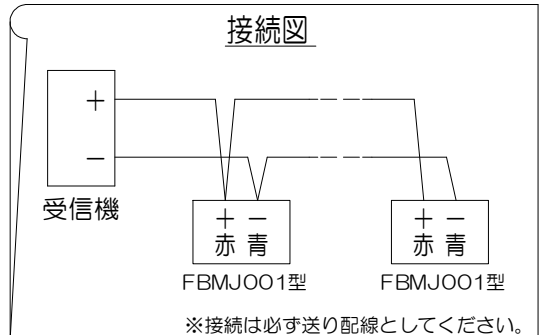 接続図
+
−
受信機
+ −
赤 青
+ −
赤 青
FBMJ001型
FBMJ001型
※接続は必ず送り配線としてください。